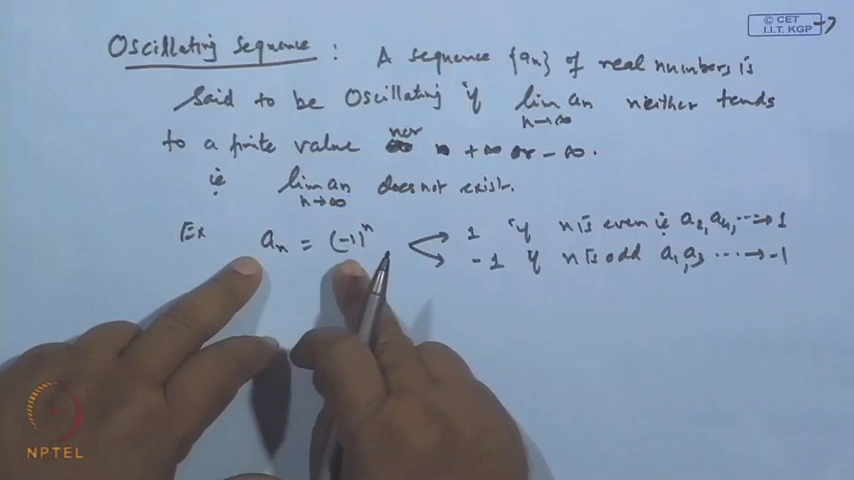 © CET
I.I.T. KGP
Oscillating Sequence : A sequence {an} of real numbers is
Said to be Oscillating if lim an neither tends
n→∞
to a finite value nor +∞ or -∞.
ie lim an does not exist.
n→∞
Ex an = (-1)^n 1 if n is even ie a2, a4, ... → 1
-1 if n is odd a1, a3 ... → -1
NPTEL